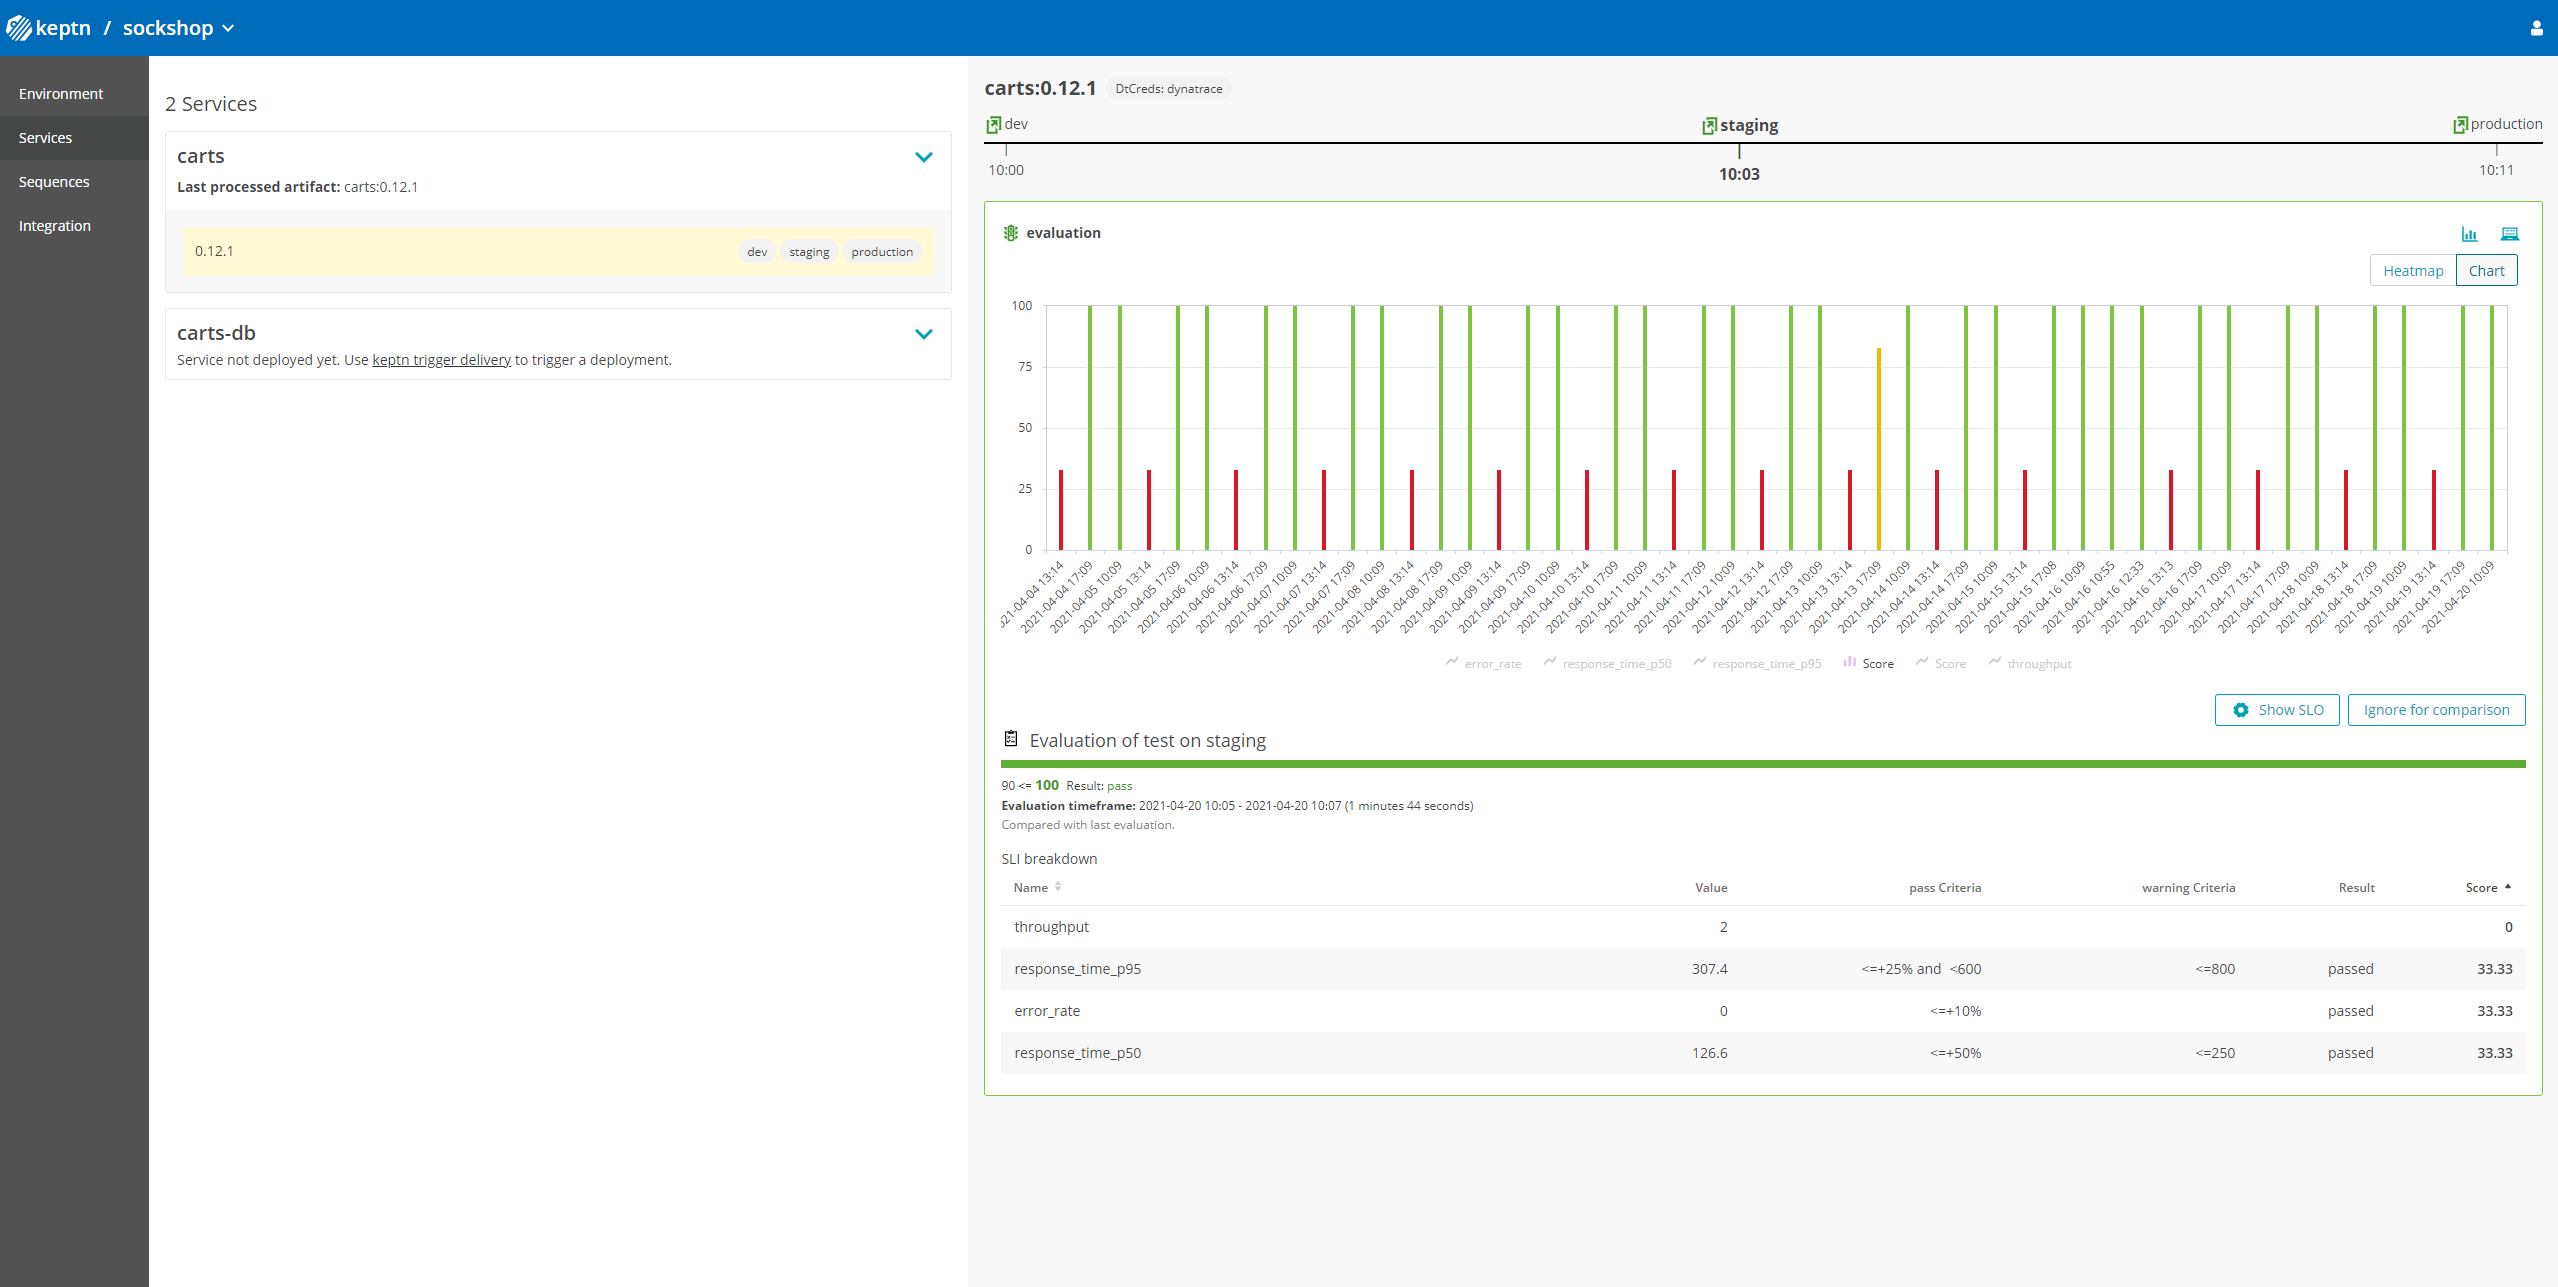 keptn / sockshop
Environment
Services
Sequences
Integration
2 Services
carts
Last processed artifact: carts:0.12.1
0.12.1 dev staging production
carts-db
Service not deployed yet. Use keptn trigger delivery to trigger a deployment.
carts:0.12.1 DtCreds: dynatrace
dev staging production
10:00 10:03 10:11
evaluation
Heatmap Chart
100
75
50
25
0
021-04-04 13:14
2021-04-04 17:09
2021-04-05 10:09
2021-04-05 13:14
2021-04-05 17:09
2021-04-06 10:09
2021-04-06 13:14
2021-04-06 17:09
2021-04-07 10:09
2021-04-07 13:14
2021-04-07 17:09
2021-04-08 10:09
2021-04-08 13:14
2021-04-08 17:09
2021-04-09 10:09
2021-04-09 13:14
2021-04-09 17:09
2021-04-10 10:09
2021-04-10 13:14
2021-04-10 17:09
2021-04-11 10:09
2021-04-11 13:14
2021-04-11 17:09
2021-04-12 10:09
2021-04-12 13:14
2021-04-12 17:09
2021-04-13 10:09
2021-04-13 13:14
2021-04-13 17:09
2021-04-14 10:09
2021-04-14 13:14
2021-04-14 17:09
2021-04-15 10:09
2021-04-15 13:14
2021-04-15 17:08
2021-04-16 10:09
2021-04-16 10:55
2021-04-16 12:33
2021-04-16 13:13
2021-04-16 17:09
2021-04-17 10:09
2021-04-17 13:14
2021-04-17 17:09
2021-04-18 10:09
2021-04-18 13:14
2021-04-18 17:09
2021-04-19 10:09
2021-04-19 13:14
2021-04-19 17:09
2021-04-20 10:09
error_rate response_time_p50 response_time_p95 Score Score throughput
Show SLO Ignore for comparison
Evaluation of test on staging
90 <= 100 Result: pass
Evaluation timeframe: 2021-04-20 10:05 - 2021-04-20 10:07 (1 minutes 44 seconds)
Compared with last evaluation.
SLI breakdown
Name Value pass Criteria warning Criteria Result Score
throughput 2 0
response_time_p95 307.4 <=+25% and <600 <=800 passed 33.33
error_rate 0 <=+10% passed 33.33
response_time_p50 126.6 <=+50% <=250 passed 33.33